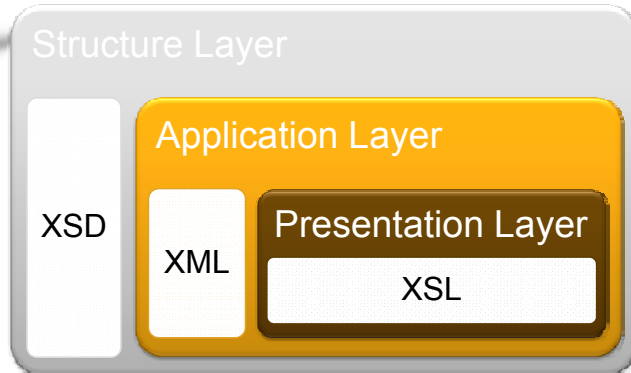 Structure Layer
Application Layer
XSD
Presentation Layer
XML
XSL